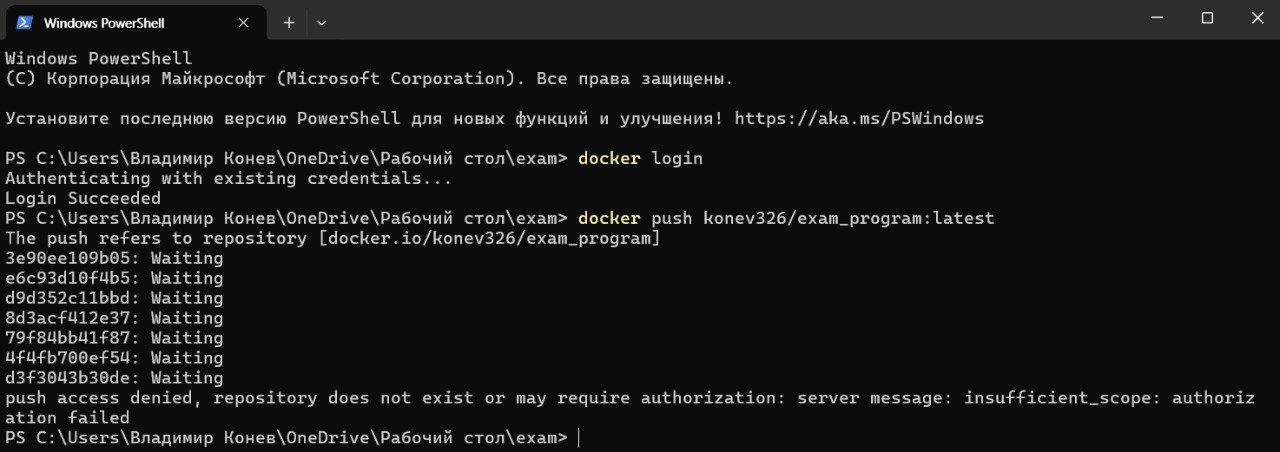 Windows PowerShell
Windows PowerShell
(C) Корпорация Майкрософт (Microsoft Corporation). Все права защищены.
Установите последнюю версию PowerShell для новых функций и улучшения! https://aka.ms/PSWindows
PS C:\Users\Владимир Конев\OneDrive\Рабочий стол\exam> docker login
Authenticating with existing credentials...
Login Succeeded
PS C:\Users\Владимир Конев\OneDrive\Рабочий стол\exam> docker push konev326/exam_program:latest
The push refers to repository [docker.io/konev326/exam_program]
3e90ee109b05: Waiting
e6c93d10f4b5: Waiting
d9d352c11bbd: Waiting
8d3acf412e37: Waiting
79f84bb41f87: Waiting
4f4fb700ef54: Waiting
d3f3043b30de: Waiting
push access denied, repository does not exist or may require authorization: server message: insufficient_scope: authoriz
ation failed
PS C:\Users\Владимир Конев\OneDrive\Рабочий стол\exam>